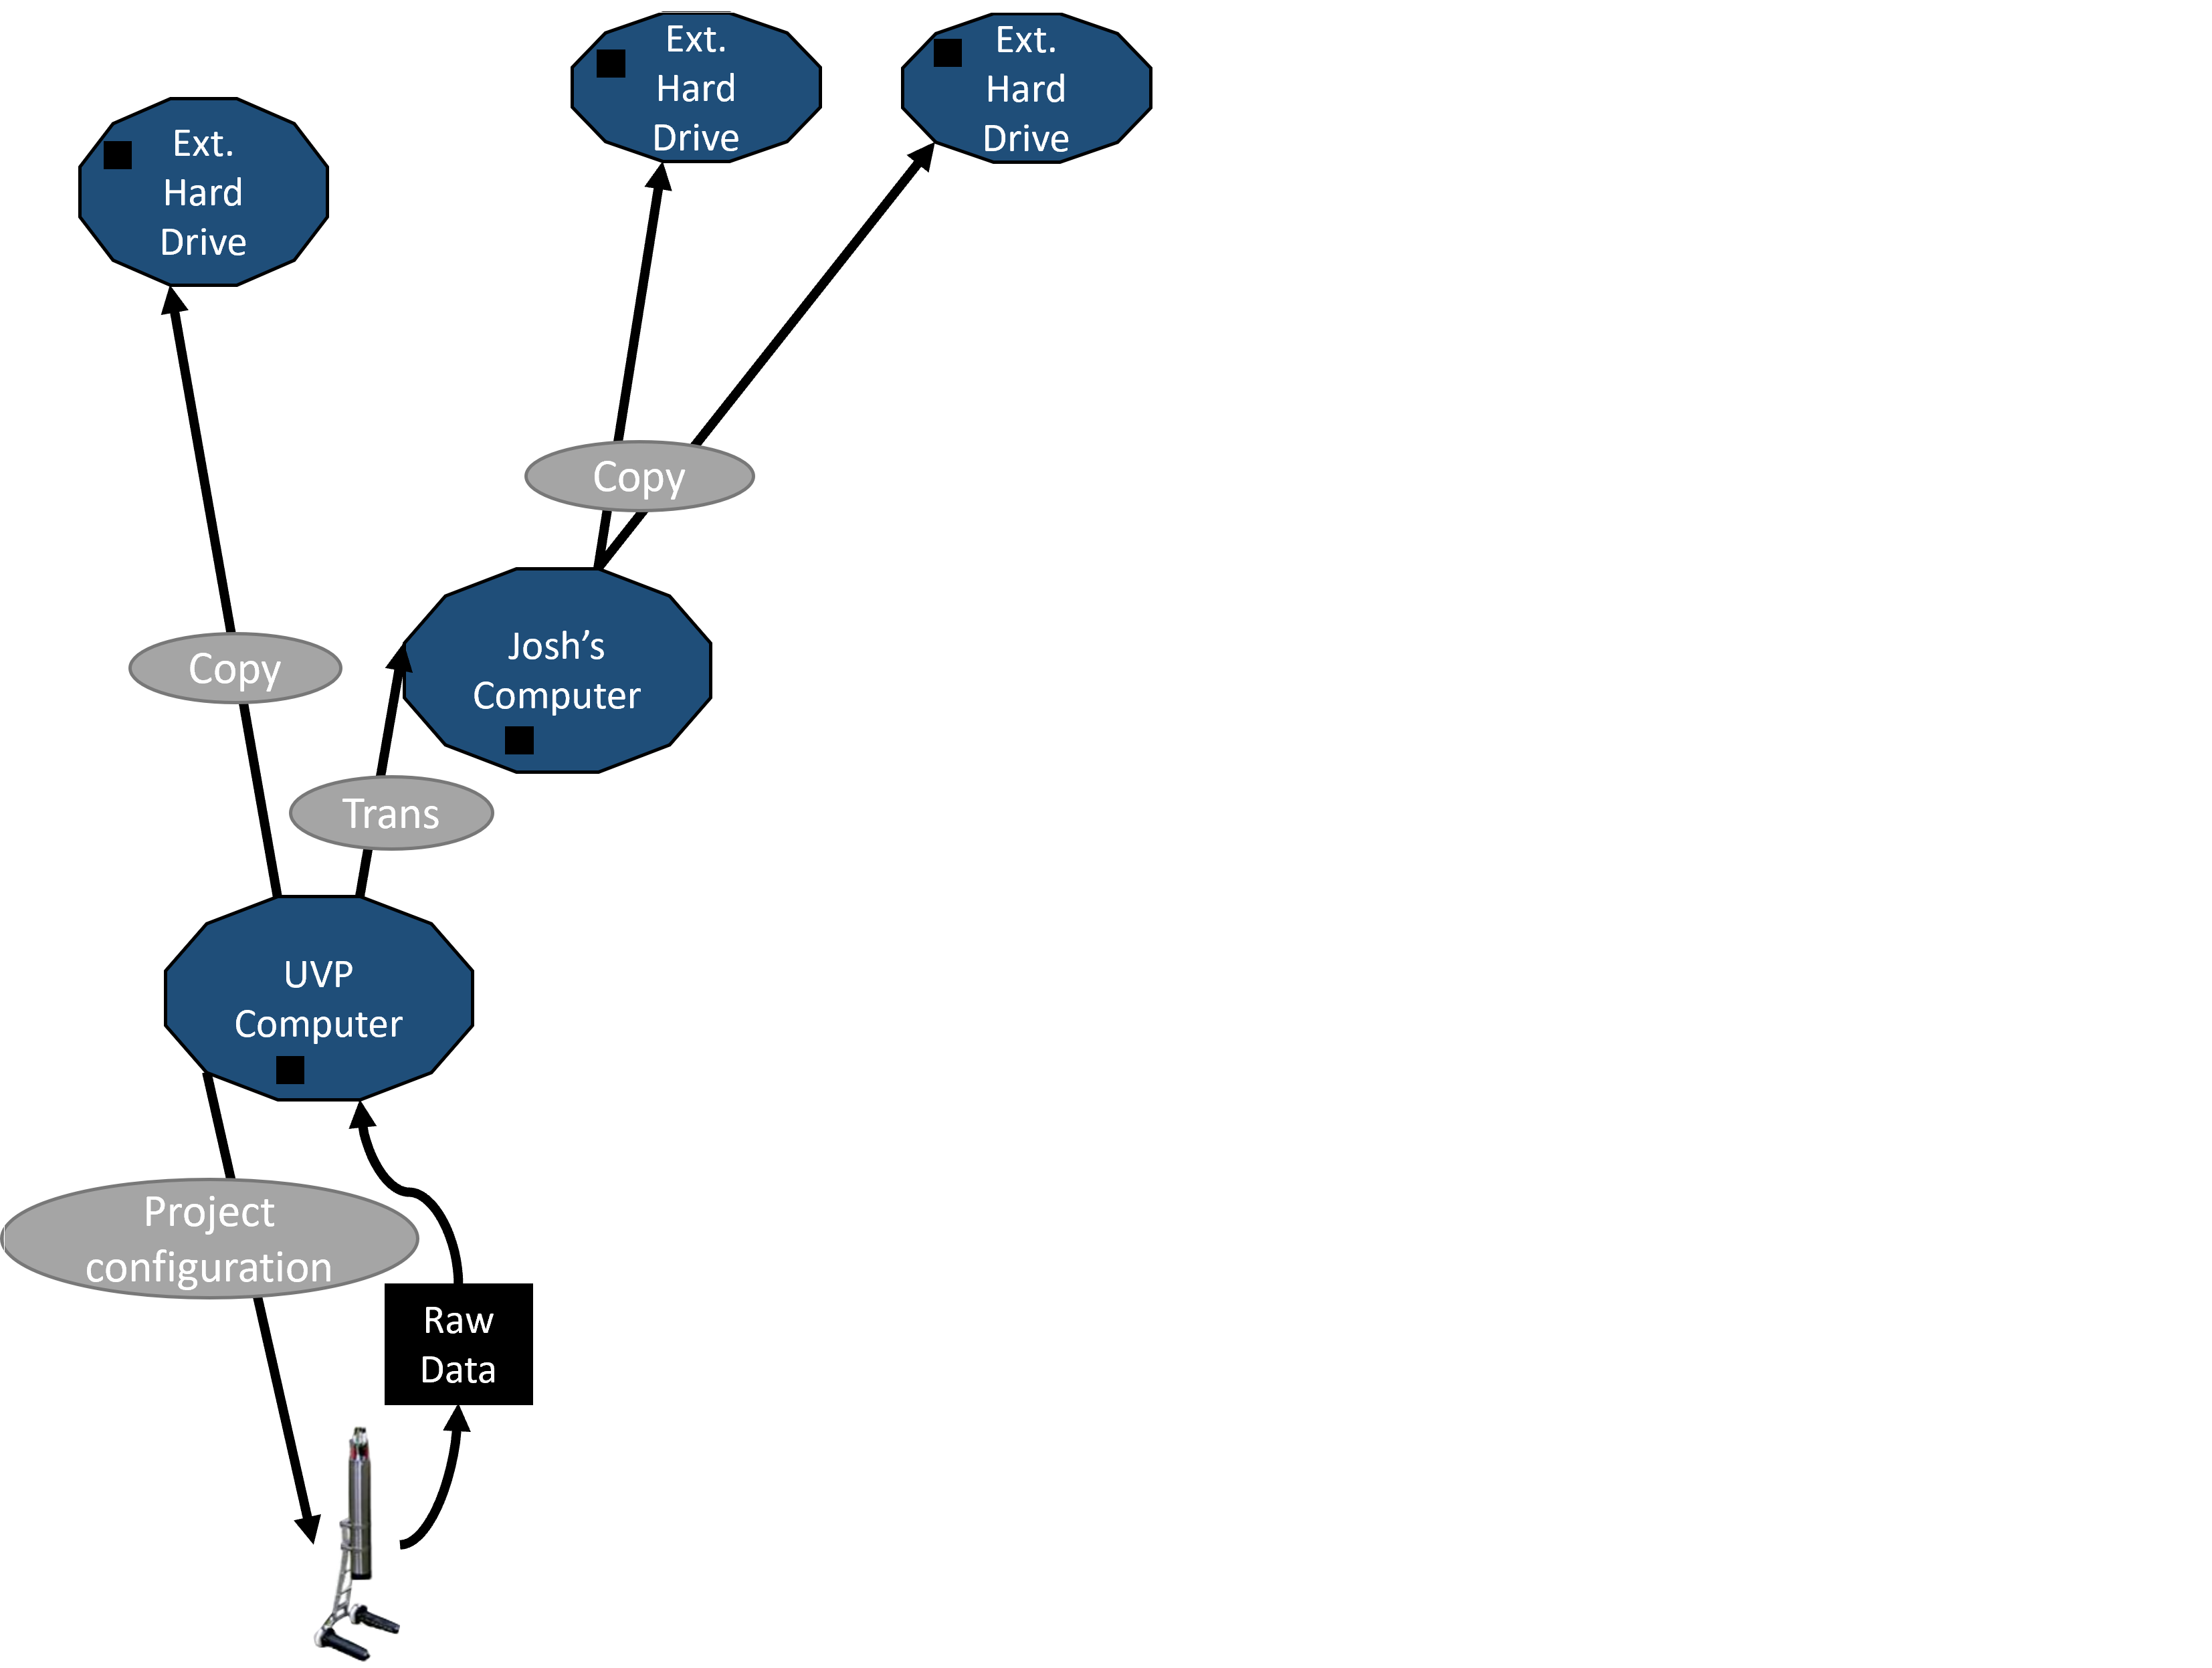 Ext.
Hard
Drive
Ext.
Hard
Drive
Ext.
Hard
Drive
Copy
Copy
Josh’s
Computer
Trans
UVP
Computer
Project
configuration
Raw
Data